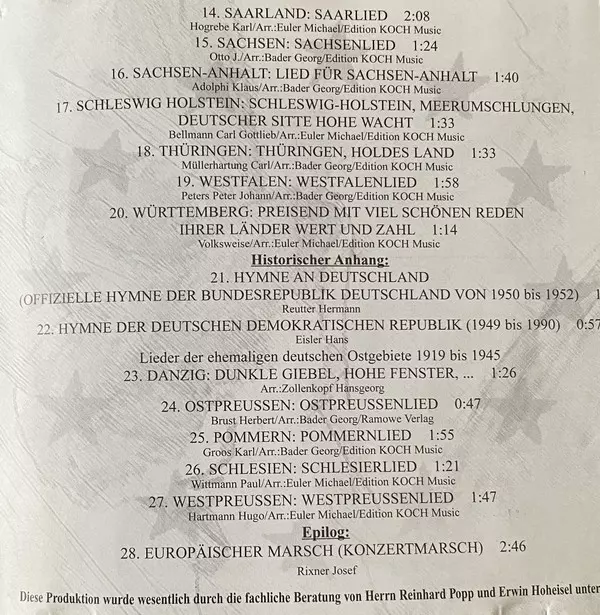 14. SAARLAND: SAARLIED 2:08
Hogrebe Karl/Arr.:Euler Michael/Edition KOCH Music
15. SACHSEN: SACHSENLIED 1:24
Otto J./Arr.:Bader Georg/Edition KOCH Music
16. SACHSEN-ANHALT: LIED FÜR SACHSEN-ANHALT 1:40
Adolphi Klaus/Arr.:Bader Georg/Edition KOCH Music
17. SCHLESWIG HOLSTEIN: SCHLESWIG-HOLSTEIN, MEERUMSCHLUNGEN,
DEUTSCHER SITTE HOHE WACHT 1:33
Bellmann Carl Gottlieb/Arr.:Euler Michael/Edition KOCH Music
18. THÜRINGEN: THÜRINGEN, HOLDES LAND 1:33
Müllerhartung Carl/Arr.:Bader Georg/Edition KOCH Music
19. WESTFALEN: WESTFALENLIED 1:58
Peters Peter Johann/Arr.:Bader Georg/Edition KOCH Music
20. WÜRTTEMBERG: PREISEND MIT VIEL SCHÖNEN REDEN
IHRER LÄNDER WERT UND ZAHL 1:14
Volksweise/Arr.:Euler Michael/Edition KOCH Music
Historischer Anhang:
21. HYMNE AN DEUTSCHLAND
(OFFIZIELLE HYMNE DER BUNDESREPUBLIK DEUTSCHLAND VON 1950 bis 1952) 1
Reutter Hermann
22. HYMNE DER DEUTSCHEN DEMOKRATISCHEN REPUBLIK (1949 bis 1990) 0:57
Eisler Hans
Lieder der ehemaligen deutschen Ostgebiete 1919 bis 1945
23. DANZIG: DUNKLE GIEBEL, HOHE FENSTER, ... 1:26
Arr.:Zollenkopf Hansgeorg
24. OSTPREUSSEN: OSTPREUSSENLIED 0:47
Brust Herbert/Arr.:Bader Georg/Ramowe Verlag
25. POMMERN: POMMERNLIED 1:55
Groos Karl/Arr.:Bader Georg/Edition KOCH Music
26. SCHLESIEN: SCHLESIERLIED 1:21
Wittmann Paul/Arr.:Euler Michael/Edition KOCH Music
27. WESTPREUSSEN: WESTPREUSSENLIED 1:47
Hartmann Hugo/Arr.:Euler Michael/Edition KOCH Music
Epilog:
28. EUROPÄISCHER MARSCH (KONZERTMARSCH) 2:46
Rixner Josef
Diese Produktion wurde wesentlich durch die fachliche Beratung von Herrn Reinhard Popp und Erwin Hoheisel unter